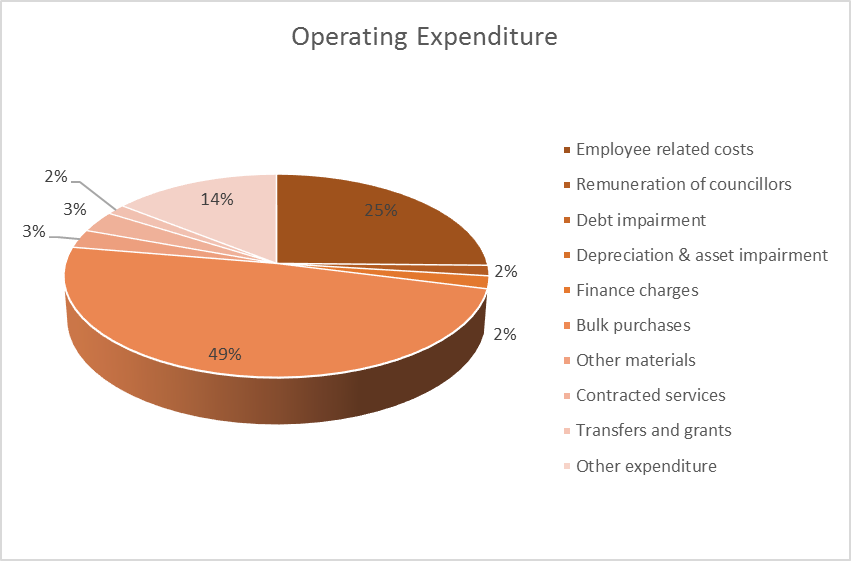 Operating Expenditure
2%
14%
25%
3%
3%
2%
2%
49%
Employee related costs
Remuneration of councillors
Debt impairment
Depreciation & asset impairment
Finance charges
Bulk purchases
Other materials
Contracted services
Transfers and grants
Other expenditure